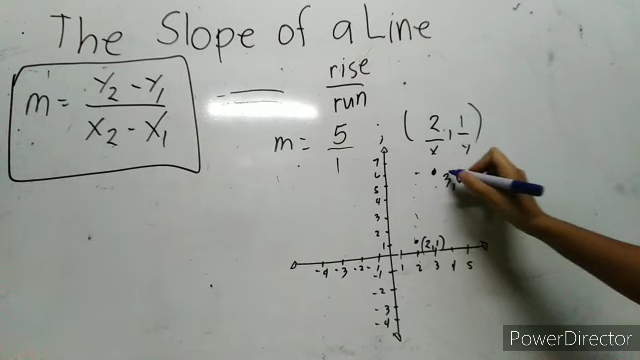 The Slope of a Line
m = Y₂ - Y₁ / X₂ - X₁
rise
run
m = 5/1 ; ( 2 , 1 )
x y
7
6
5
4
3
2
1
3,
(2,1)
-4 -3 -2 -1 1 2 3 4 5
-1
-2
-3
-4
PowerDirector